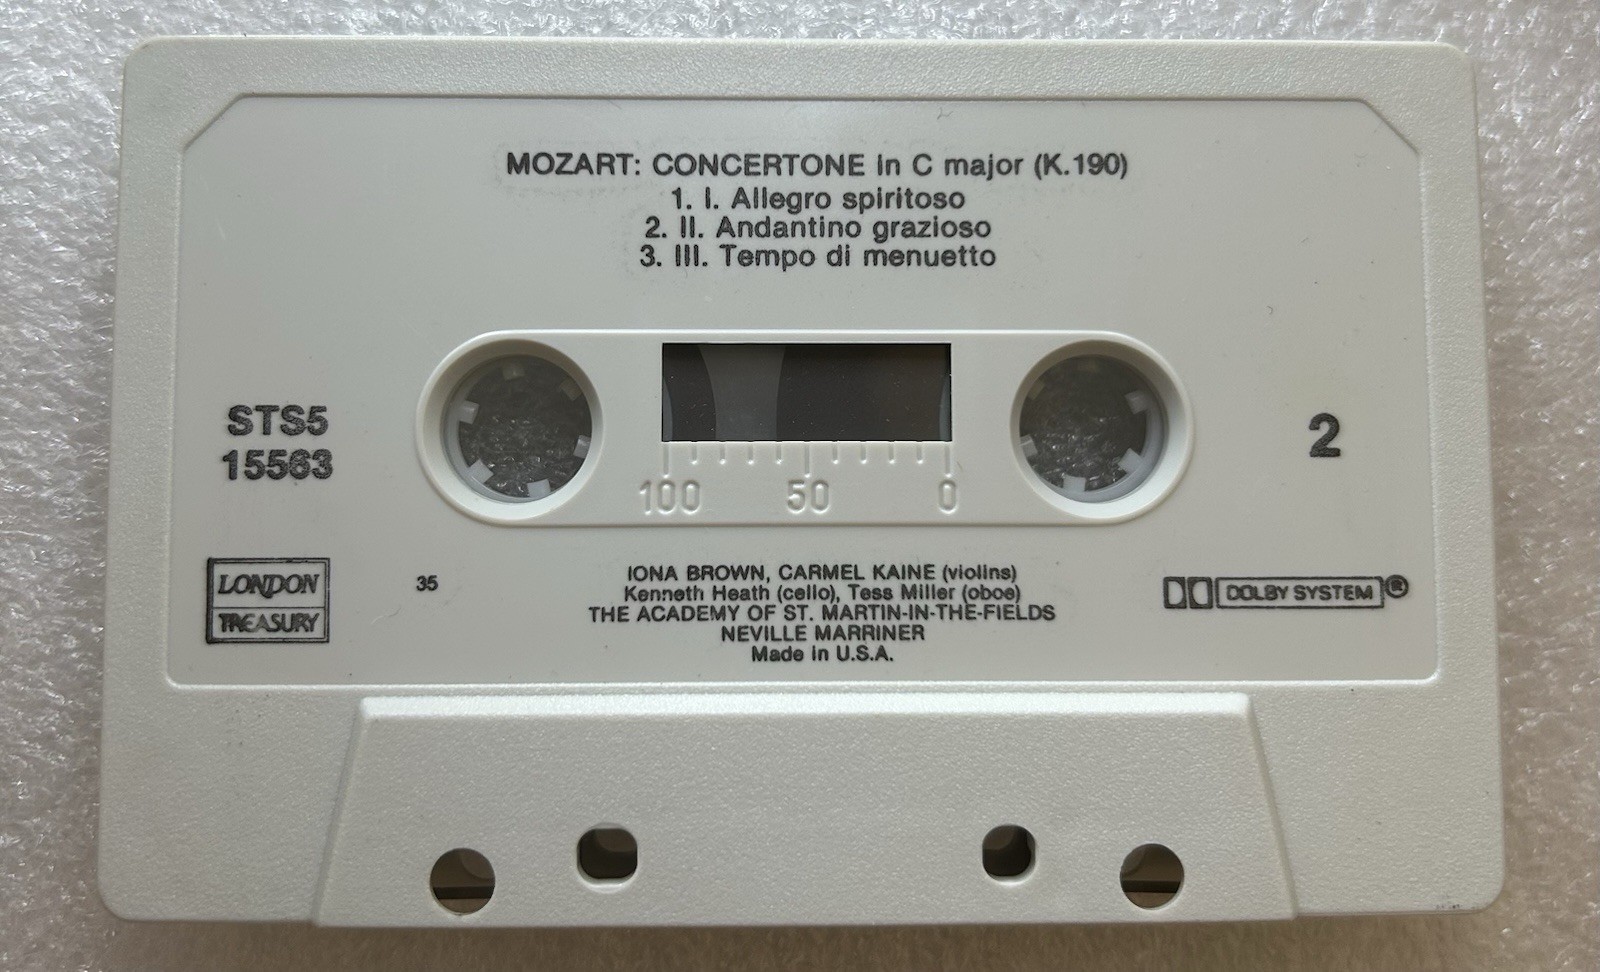 MOZART: CONCERTONE in C major (K.190)
1. I. Allegro spiritoso
2. II. Andantino grazioso
3. III. Tempo di menuetto
STS5
15563
2
100 50 0
LONDON
TREASURY
35
IONA BROWN, CARMEL KAINE (violins)
Kenneth Heath (cello), Tess Miller (oboe)
THE ACADEMY OF ST. MARTIN-IN-THE-FIELDS
NEVILLE MARRINER
Made in U.S.A.
DOLBY SYSTEM®